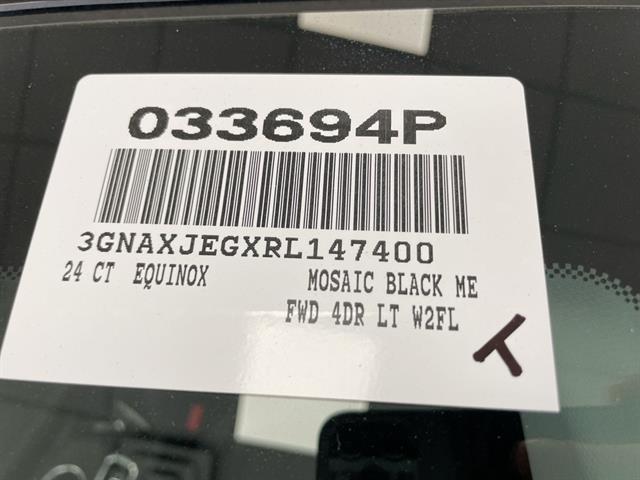 033694P
3GNAXJEGXRL147400
24 CT EQUINOX MOSAIC BLACK ME
FWD 4DR LT W2FL
T